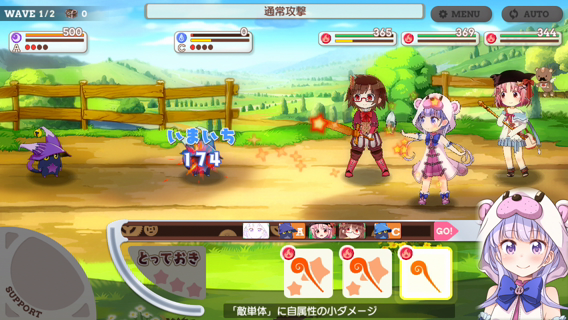 WAVE 1/2
0
通常攻撃
MENU
AUTO
500
A
0
C
365
369
344
いまいち
174
A
C
GO!
とっておき
SUPPORT
「敵単体」に自属性の小ダメージ